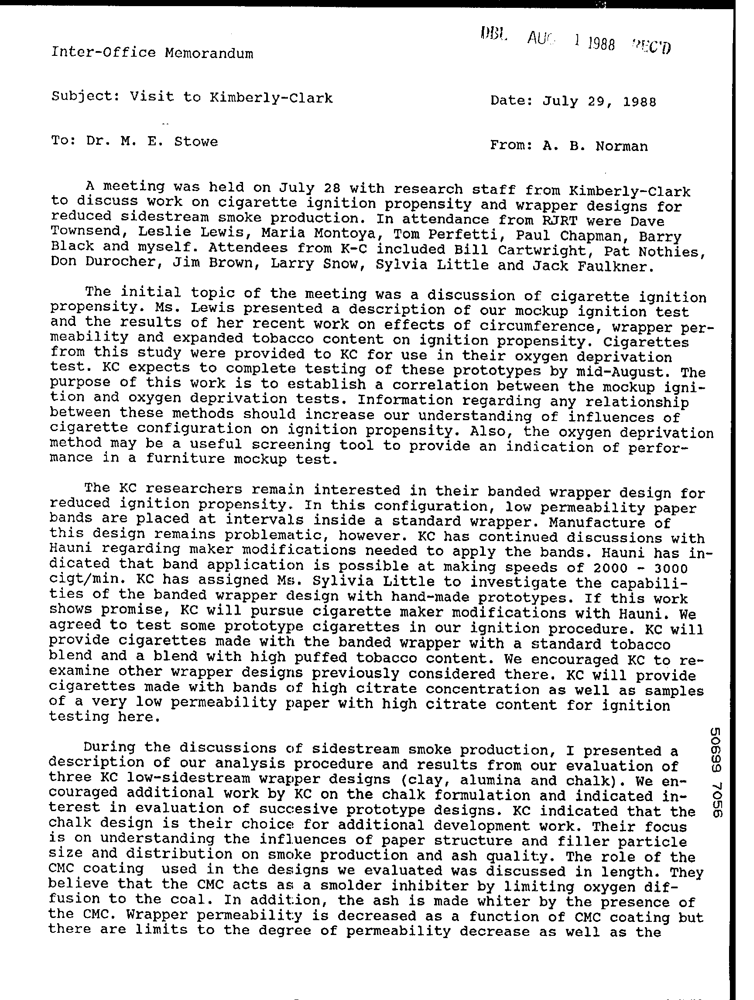 DBL AUG 1 1988 REC'D
Inter-Office Memorandum
Subject: Visit to Kimberly-Clark
Date: July 29, 1988
To: Dr. M. E. Stowe
From: A. B. Norman
A meeting was held on July 28 with research staff from Kimberly-Clark
to discuss work on cigarette ignition propensity and wrapper designs for
reduced sidestream smoke production. In attendance from RJRT were Dave
Townsend, Leslie Lewis, Maria Montoya, Tom Perfetti, Paul Chapman, Barry
Black and myself. Attendees from K-C included Bill Cartwright, Pat Nothies,
Don Durocher, Jim Brown, Larry Snow, Sylvia Little and Jack Faulkner.
The initial topic of the meeting was a discussion of cigarette ignition
propensity. Ms. Lewis presented a description of our mockup ignition test
and the results of her recent work on effects of circumference, wrapper per-
meability and expanded tobacco content on ignition propensity. Cigarettes
from this study were provided to KC for use in their oxygen deprivation
test. KC expects to complete testing of these prototypes by mid-August. The
purpose of this work is to establish a correlation between the mockup igni-
tion and oxygen deprivation tests. Information regarding any relationship
between these methods should increase our understanding of influences of
cigarette configuration on ignition propensity. Also, the oxygen deprivation
method may be a useful screening tool to provide an indication of perfor-
mance in a furniture mockup test.
The KC researchers remain interested in their banded wrapper design for
reduced ignition propensity. In this configuration, low permeability paper
bands are placed at intervals inside a standard wrapper. Manufacture of
this design remains problematic, however. KC has continued discussions with
Hauni regarding maker modifications needed to apply the bands. Hauni has in-
dicated that band application is possible at making speeds of 2000 - 3000
cigt/min. KC has assigned Ms. Sylivia Little to investigate the capabili-
ties of the banded wrapper design with hand-made prototypes. If this work
shows promise, KC will pursue cigarette maker modifications with Hauni. We
agreed to test some prototype cigarettes in our ignition procedure. KC will
provide cigarettes made with the banded wrapper with a standard tobacco
blend and a blend with high puffed tobacco content. We encouraged KC to re-
examine other wrapper designs previously considered there. KC will provide
cigarettes made with bands of high citrate concentration as well as samples
of a very low permeability paper with high citrate content for ignition
testing here.
During the discussions of sidestream smoke production, I presented a
description of our analysis procedure and results from our evaluation of
three KC low-sidestream wrapper designs (clay, alumina and chalk). We en-
couraged additional work by KC on the chalk formulation and indicated in-
terest in evaluation of succesive prototype designs. KC indicated that the
chalk design is their choice for additional development work. Their focus
is on understanding the influences of paper structure and filler particle
size and distribution on smoke production and ash quality. The role of the
CMC coating used in the designs we evaluated was discussed in length. They
believe that the CMC acts as a smolder inhibiter by limiting oxygen dif-
fusion to the coal. In addition, the ash is made whiter by the presence of
the CMC. Wrapper permeability is decreased as a function of CMC coating but
there are limits to the degree of permeability decrease as well as the
50699 7056